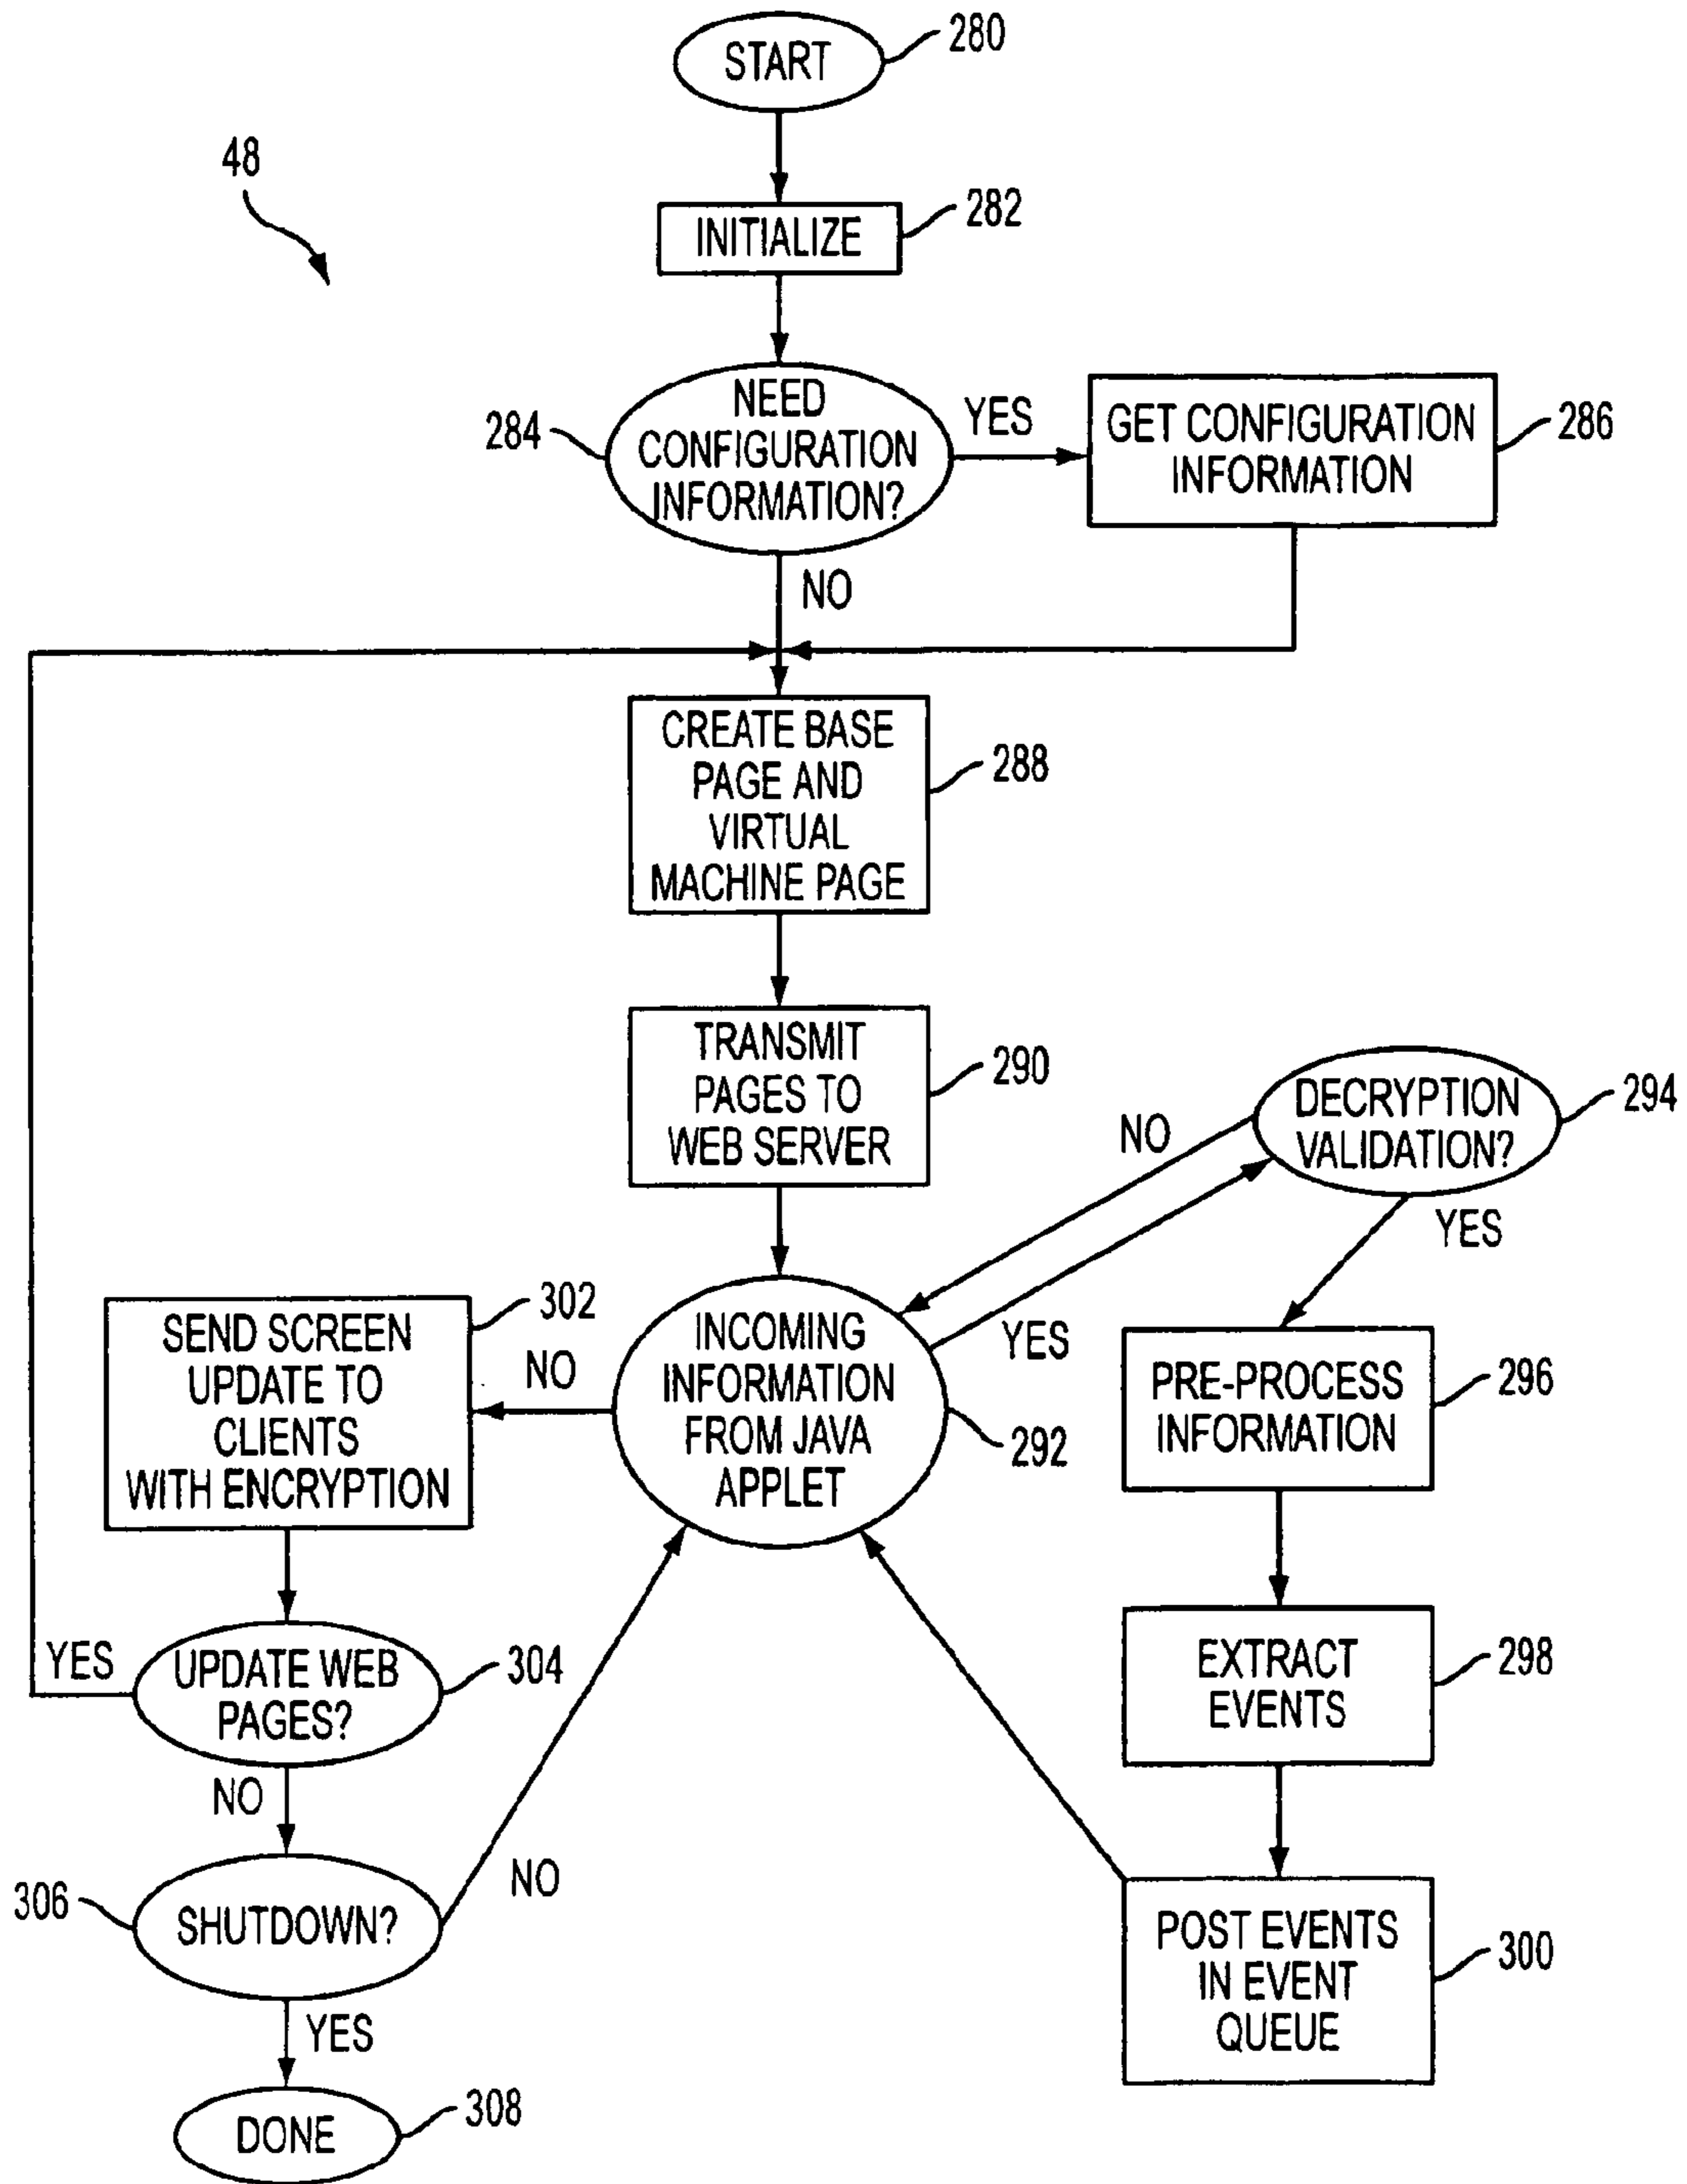 START
280
48
INITIALIZE
282
NEED
CONFIGURATION
INFORMATION?
284
YES
GET CONFIGURATION
INFORMATION
286
NO
CREATE BASE
PAGE AND
VIRTUAL
MACHINE PAGE
288
TRANSMIT
PAGES TO
WEB SERVER
290
DECRYPTION
VALIDATION?
294
NO
YES
YES
INCOMING
INFORMATION
FROM JAVA
APPLET
292
NO
SEND SCREEN
UPDATE TO
CLIENTS
WITH ENCRYPTION
302
PRE-PROCESS
INFORMATION
296
EXTRACT
EVENTS
298
POST EVENTS
IN EVENT
QUEUE
300
UPDATE WEB
PAGES?
304
YES
NO
SHUTDOWN?
306
NO
YES
DONE
308